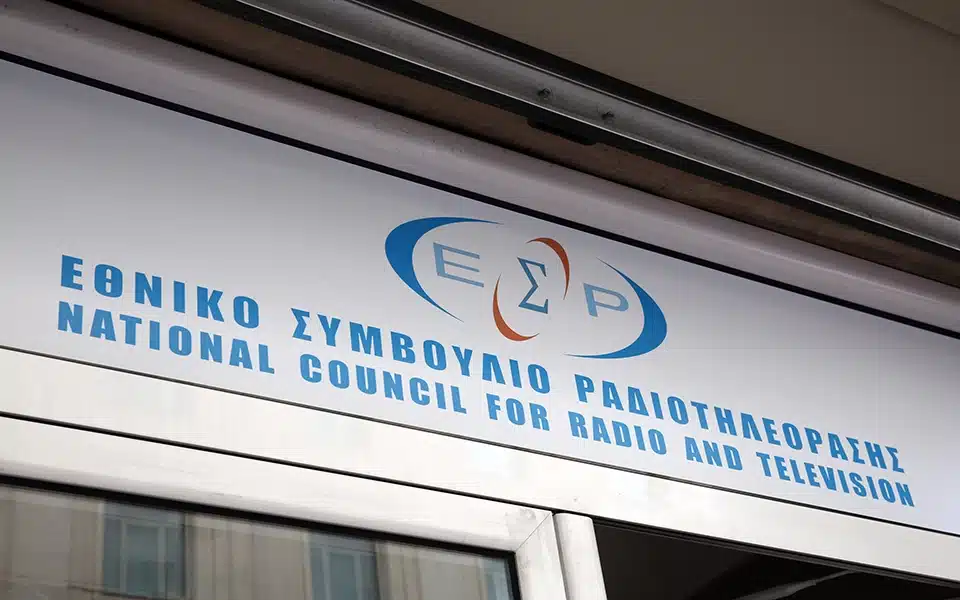 ΕΣΡ
ΕΘΝΙΚΟ ΣΥΜΒΟΥΛΙΟ ΡΑΔΙΟΤΗΛΕΟΡΑΣΗΣ
NATIONAL COUNCIL FOR RADIO AND TELEVISION